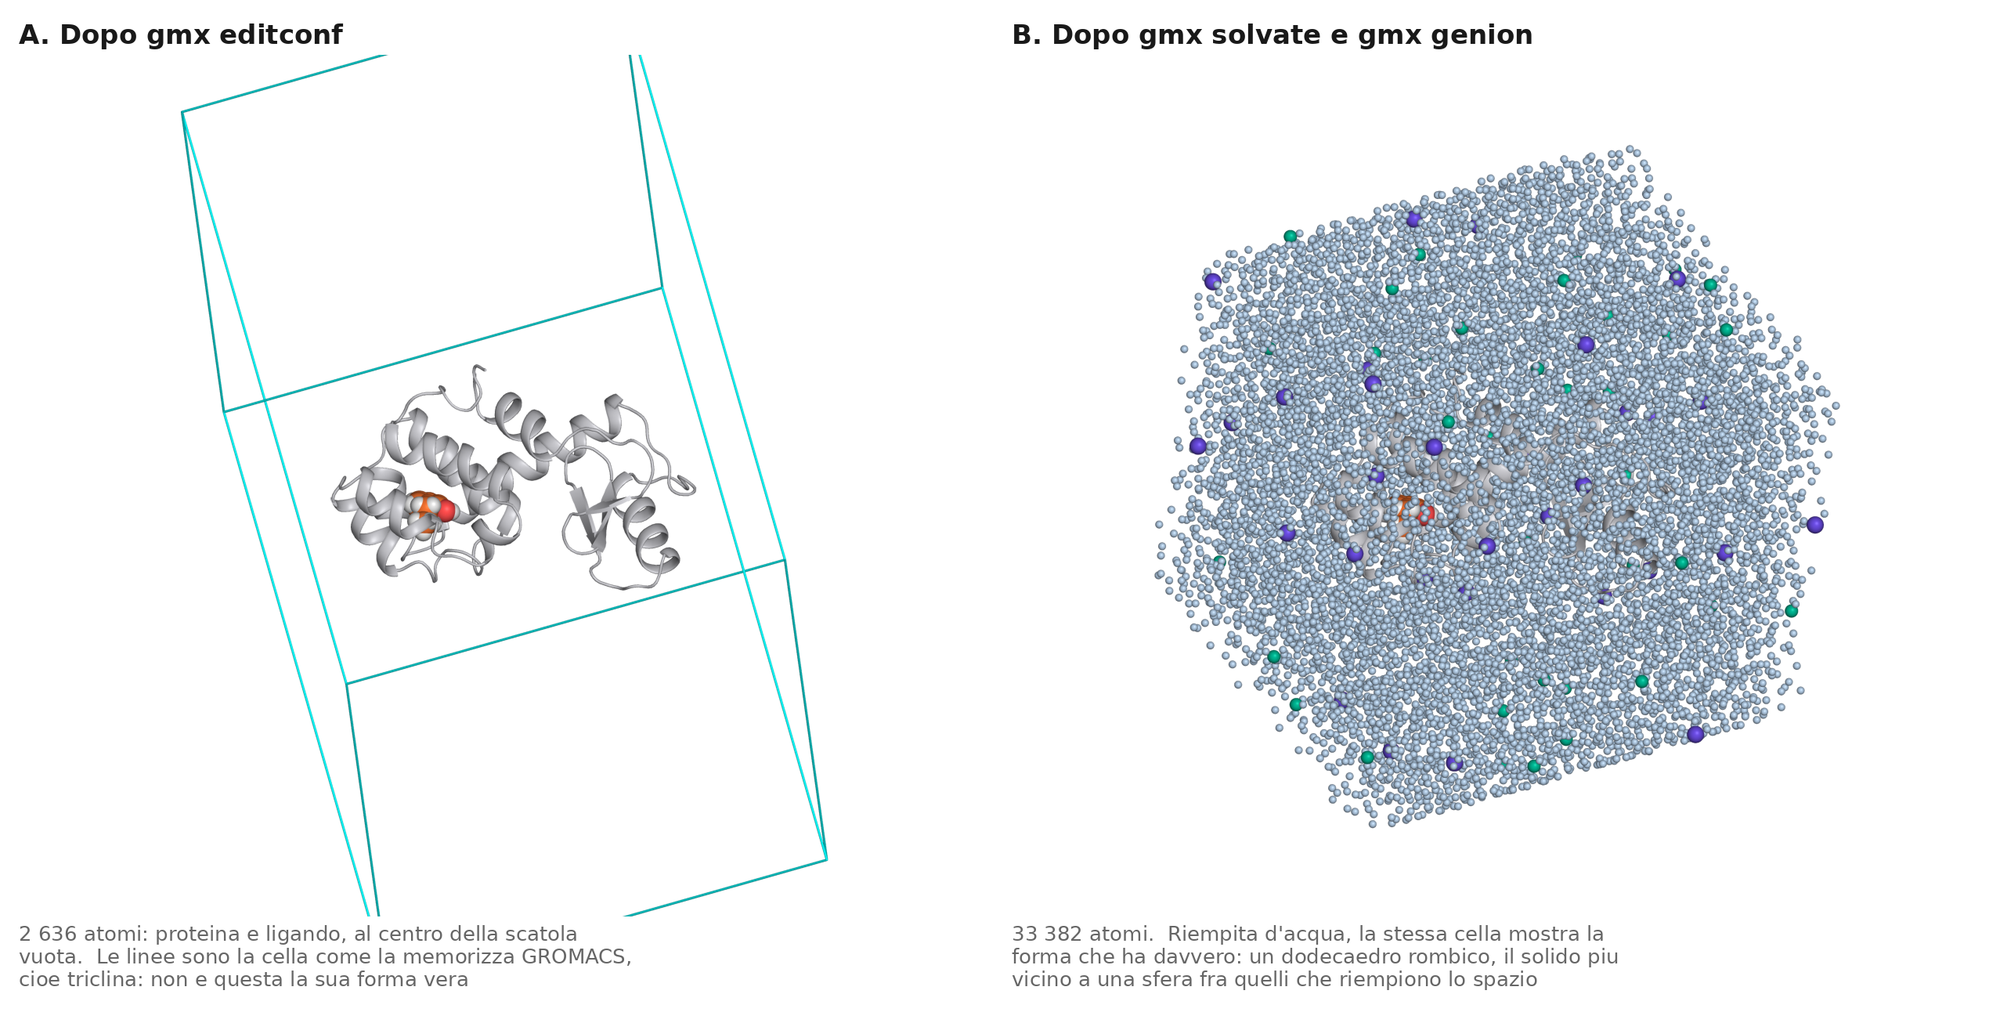 A. Dopo gmx editconf
B. Dopo gmx solvate e gmx genion
2 636 atomi: proteina e ligando, al centro della scatola
vuota.  Le linee sono la cella come la memorizza GROMACS,
cioe triclina: non e questa la sua forma vera
33 382 atomi.  Riempita d'acqua, la stessa cella mostra la
forma che ha davvero: un dodecaedro rombico, il solido piu
vicino a una sfera fra quelli che riempiono lo spazio